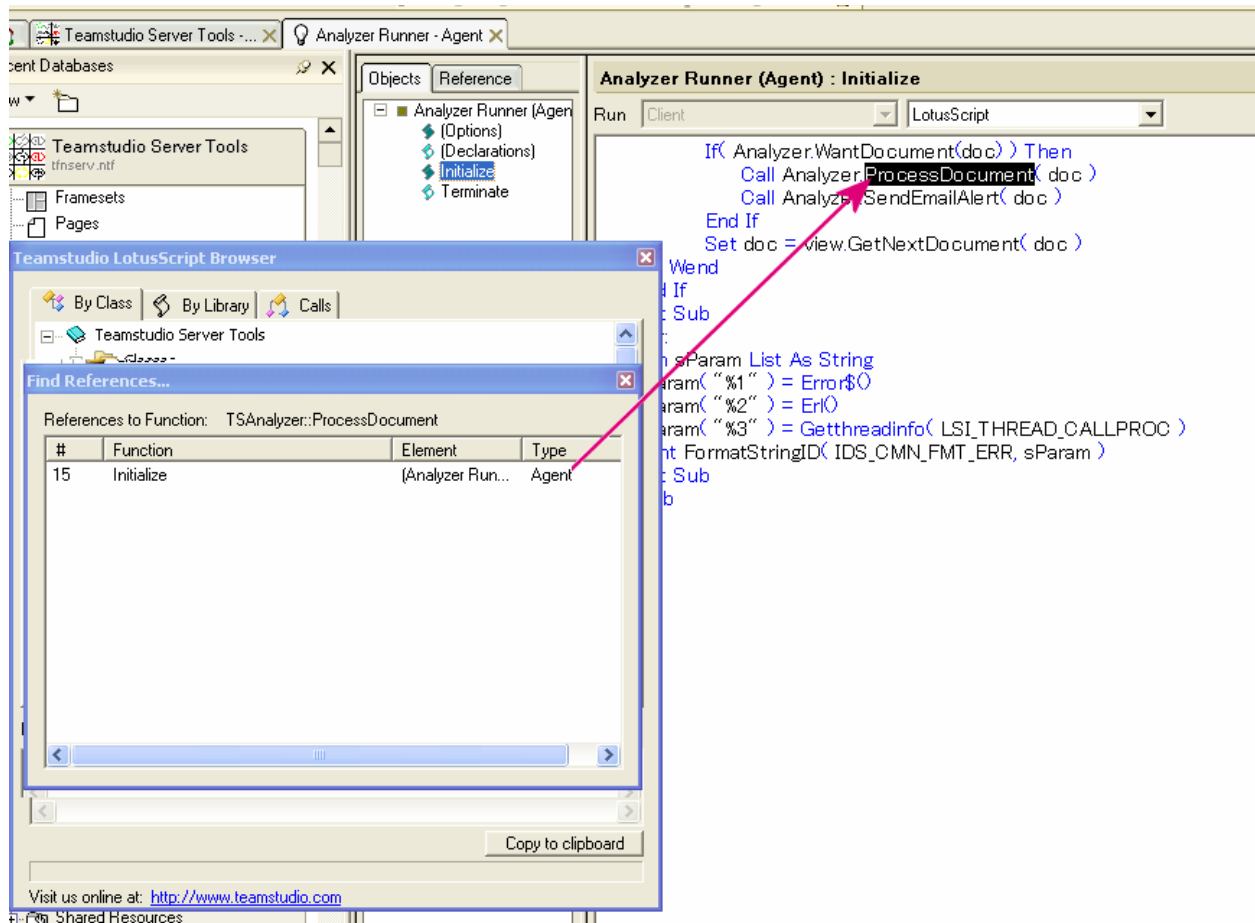 Teamstudio Server Tools -...
Analyzer Runner - Agent
cent Databases
Teamstudio Server Tools
tfnserv.ntf
Framesets
Pages
Objects
Reference
Analyzer Runner (Agen
(Options)
(Declarations)
Initialize
Terminate
Analyzer Runner (Agent) : Initialize
Run
Client
LotusScript
If( Analyzer.WantDocument(doc) ) Then
Call Analyzer.ProcessDocument( doc )
Call Analyzer.SendEmailAlert( doc )
End If
Set doc = view.GetNextDocument( doc )
Wend
If
Sub
sParam List As String
aram( "%1" ) = Error$()
aram( "%2" ) = Erl()
aram( "%3" ) = Getthreadinfo( LSI_THREAD_CALLPROC )
nt FormatStringID( IDS_CMN_FMT_ERR, sParam )
Sub
Teamstudio LotusScript Browser
By Class
By Library
Calls
Teamstudio Server Tools
Find References...
References to Function: TSAnalyzer::ProcessDocument
# Function Element Type
15 Initialize (Analyzer Run... Agent
Copy to clipboard
Visit us online at: http://www.teamstudio.com
Shared Resources